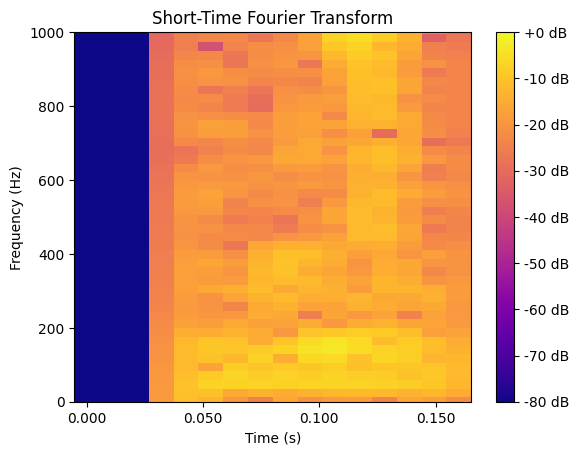 Short-Time Fourier Transform
1000
800
600
400
200
0
Frequency (Hz)
0.000
0.050
0.100
0.150
Time (s)
+0 dB
-10 dB
-20 dB
-30 dB
-40 dB
-50 dB
-60 dB
-70 dB
-80 dB